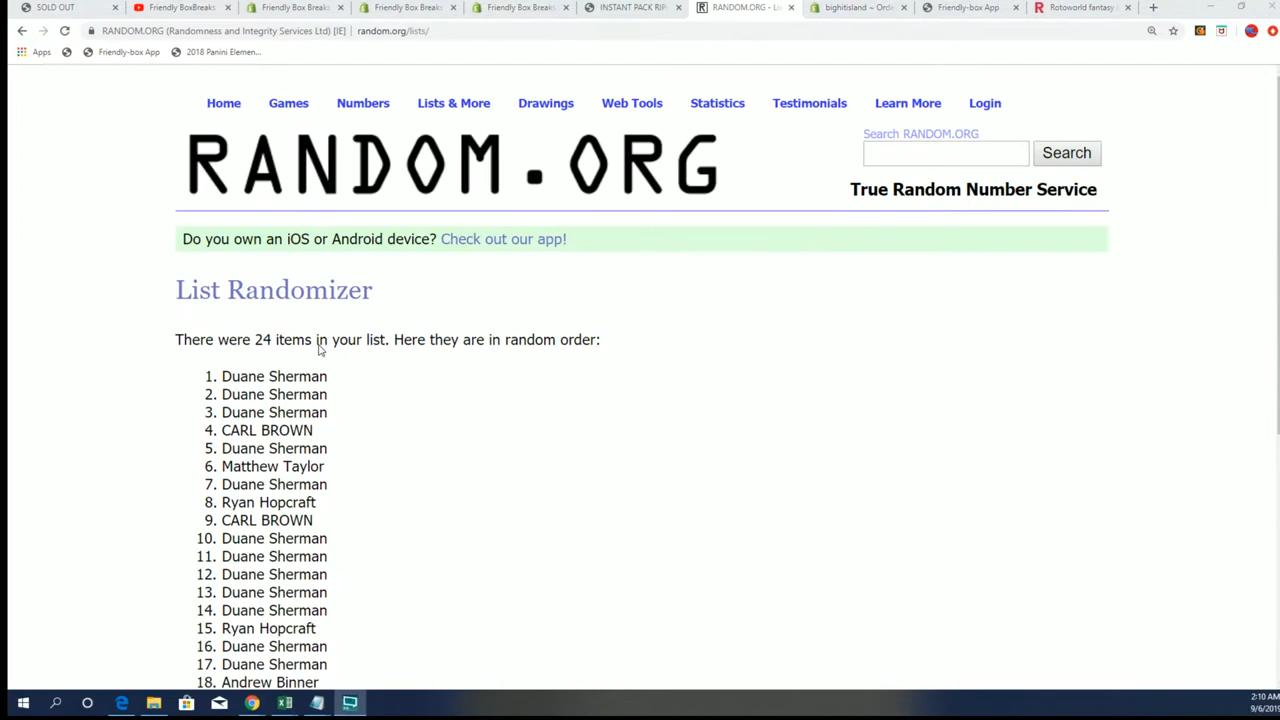 SOLD OUT
Friendly BoxBreaks
Friendly Box Breaks
Friendly Box Breaks
Friendly Box Breaks
INSTANT PACK RIP
RANDOM.ORG - Li
bighitisland ~ Orde
Friendly-box App
Rotoworld fantasy
RANDOM.ORG (Randomness and Integrity Services Ltd) [IE] | random.org/lists/
Apps Friendly-box App 2018 Panini Elemen...
Home Games Numbers Lists & More Drawings Web Tools Statistics Testimonials Learn More Login
RANDOM.ORG
Search RANDOM.ORG
Search
True Random Number Service
Do you own an iOS or Android device? Check out our app!
List Randomizer
There were 24 items in your list. Here they are in random order:
1. Duane Sherman
2. Duane Sherman
3. Duane Sherman
4. CARL BROWN
5. Duane Sherman
6. Matthew Taylor
7. Duane Sherman
8. Ryan Hopcraft
9. CARL BROWN
10. Duane Sherman
11. Duane Sherman
12. Duane Sherman
13. Duane Sherman
14. Duane Sherman
15. Ryan Hopcraft
16. Duane Sherman
17. Duane Sherman
18. Andrew Binner
2:10 AM
9/6/201